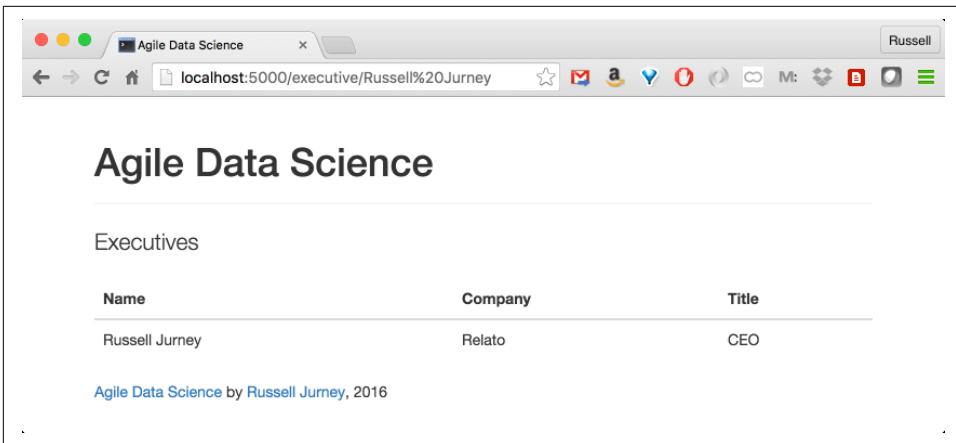 Agile Data Science
Russell
localhost:5000/executive/Russell%20Jurney
M:
Agile Data Science
Executives
Name Company Title
Russell Jurney Relato CEO
Agile Data Science by Russell Jurney, 2016